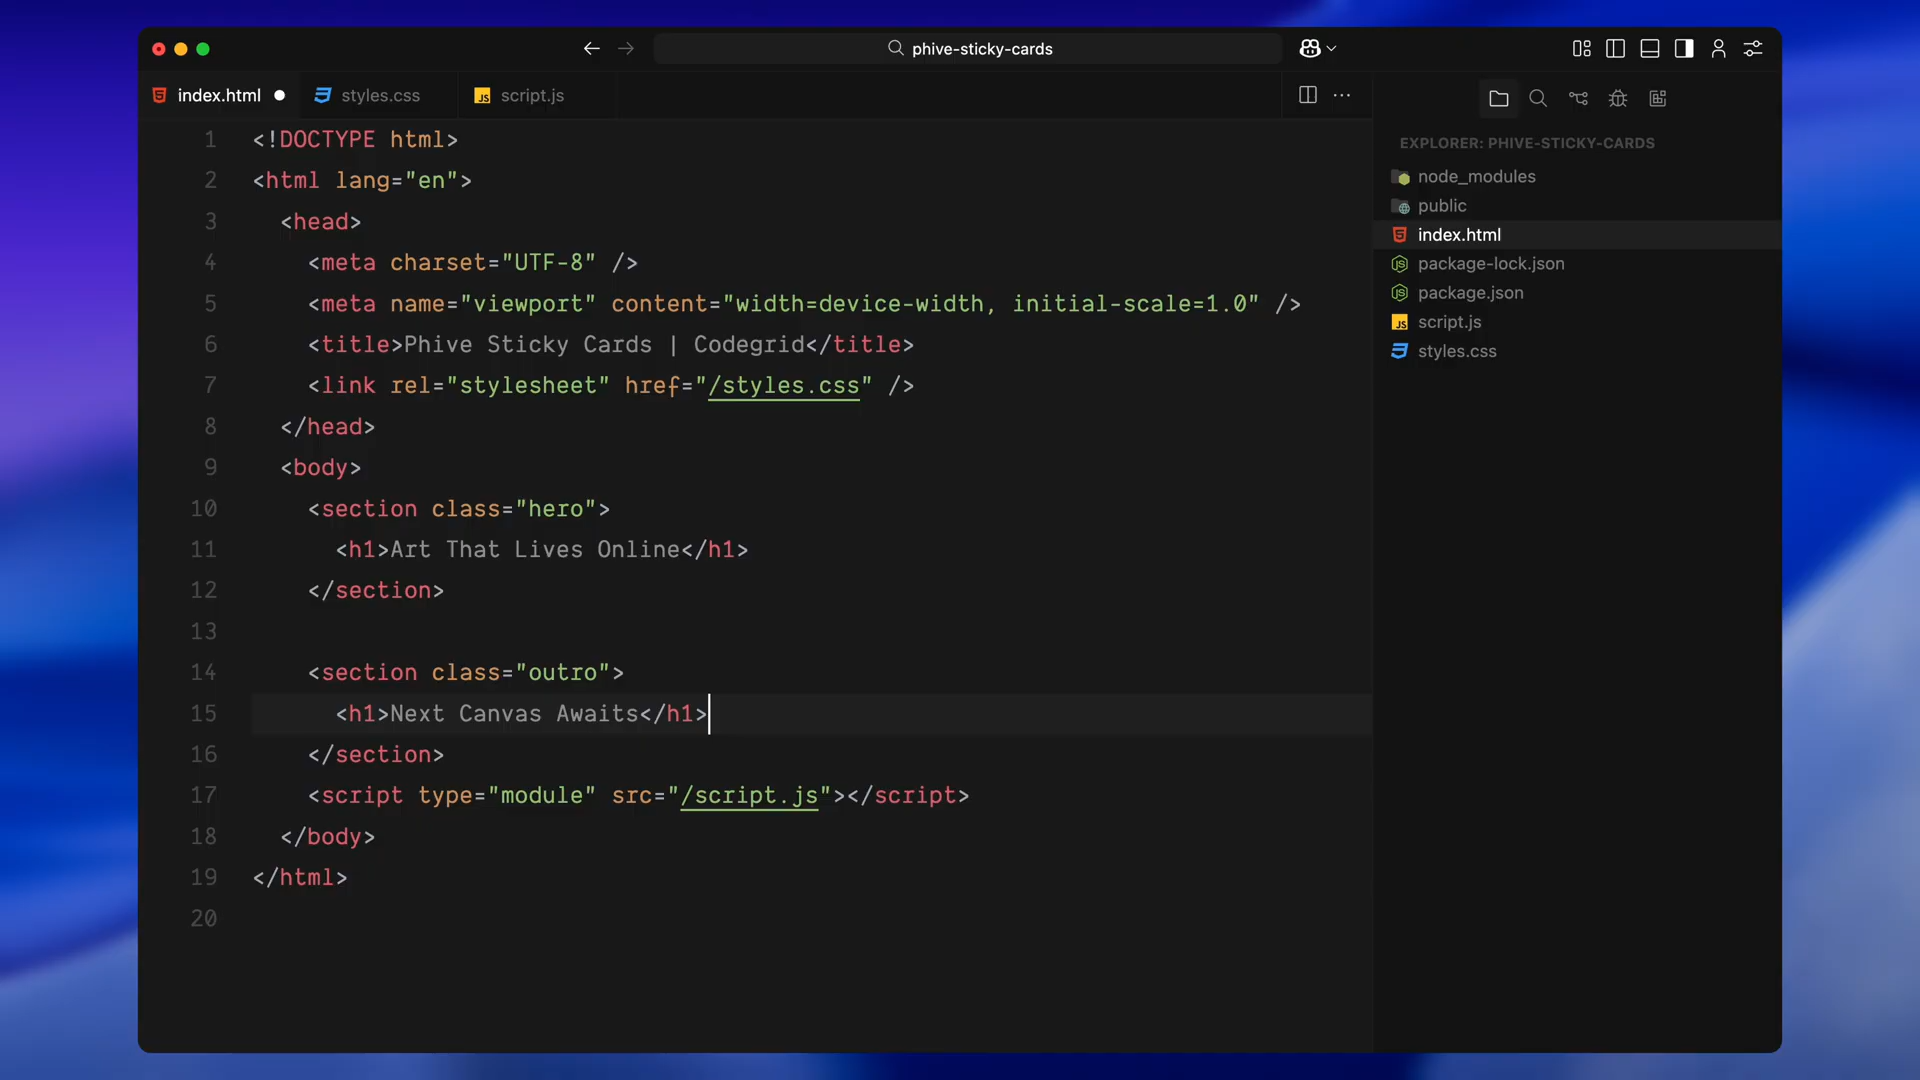 phive-sticky-cards
index.html
styles.css
JS script.js
1 <!DOCTYPE html>
2 <html lang="en">
3 <head>
4 <meta charset="UTF-8" />
5 <meta name="viewport" content="width=device-width, initial-scale=1.0" />
6 <title>Phive Sticky Cards | Codegrid</title>
7 <link rel="stylesheet" href="/styles.css" />
8 </head>
9 <body>
10 <section class="hero">
11 <h1>Art That Lives Online</h1>
12 </section>
13
14 <section class="outro">
15 <h1>Next Canvas Awaits</h1>
16 </section>
17 <script type="module" src="/script.js"></script>
18 </body>
19 </html>
20
EXPLORER: PHIVE-STICKY-CARDS
node_modules
public
index.html
package-lock.json
package.json
JS script.js
styles.css